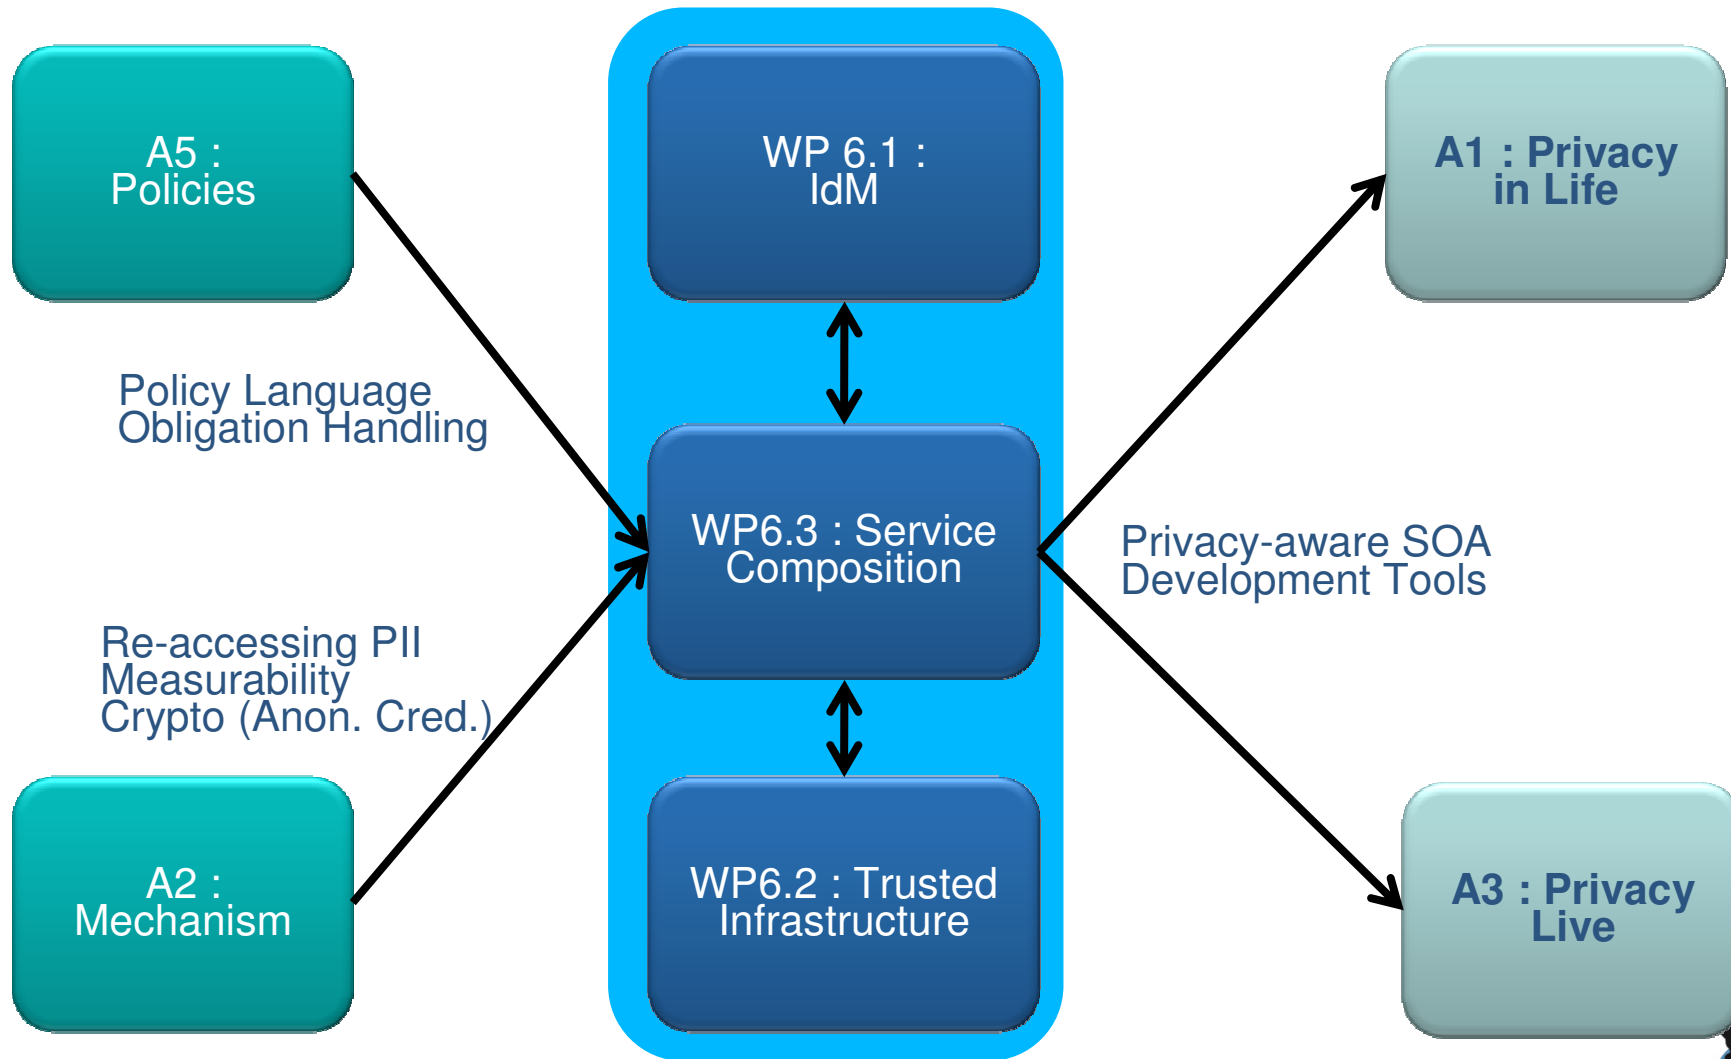 A5 :
Policies
WP 6.1 :
IdM
A1 : Privacy
in Life
Policy Language
Obligation Handling
WP6.3 : Service
Composition
Privacy-aware SOA
Development Tools
Re-accessing PII
Measurability
Crypto (Anon. Cred.)
A2 :
Mechanism
WP6.2 : Trusted
Infrastructure
A3 : Privacy
Live